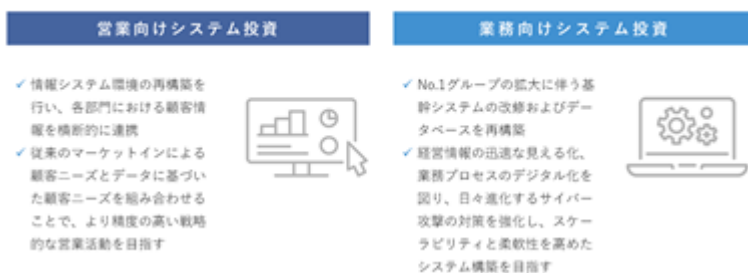 営業向けシステム投資
✓ 情報システム環境の再構築を
行い、各部門における顧客情
報を横断的に連携
✓ 従来のマーケットインによる
顧客ニーズとデータに基づい
た顧客ニーズを組み合わせる
ことで、より精度の高い戦略
的な営業活動を目指す
業務向けシステム投資
✓ No.1グループの拡大に伴う基
幹システムの改修およびデー
タベースを再構築
✓ 経営情報の迅速な見える化、
業務プロセスのデジタル化を
図り、日々進化するサイバー
攻撃の対策を強化し、スケー
ラビリティと柔軟性を高めた
システム構築を目指す